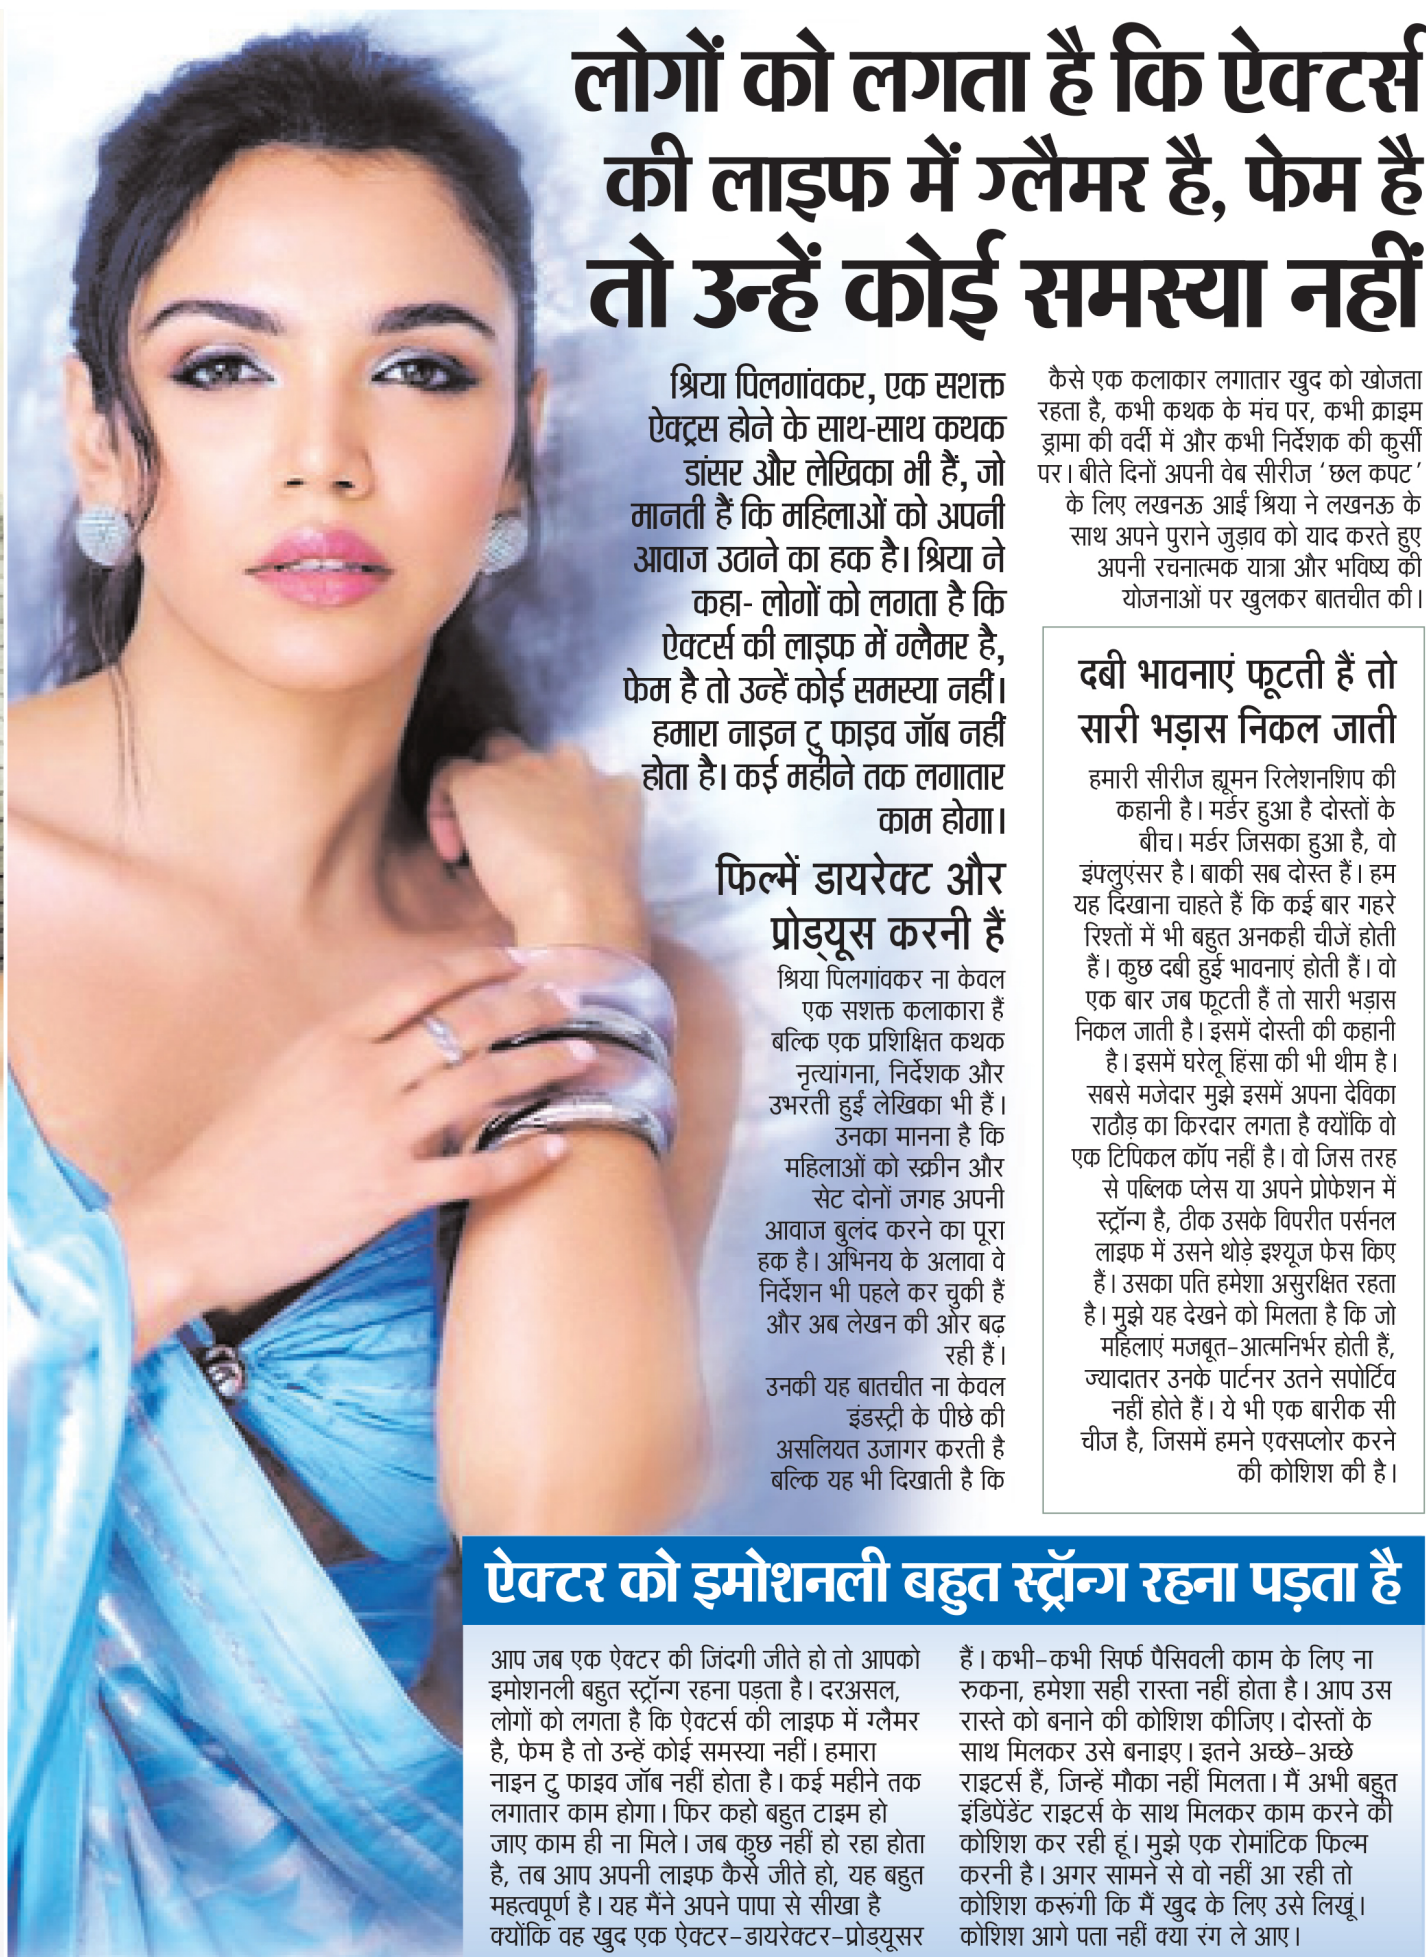 लोगों को लगता है कि ऐक्टर्स
की लाइफ में ग्लैमर है, फेम है
तो उन्हें कोई समस्या नहीं
श्रिया पिलगांवकर, एक सशक्त
ऐक्ट्रस होने के साथ-साथ कथक
डांसर और लेखिका भी हैं, जो
मानती हैं कि महिलाओं को अपनी
आवाज उठाने का हक है। श्रिया ने
कहा- लोगों को लगता है कि
ऐक्टर्स की लाइफ में ग्लैमर है,
फेम है तो उन्हें कोई समस्या नहीं।
हमारा नाइन टु फाइव जॉब नहीं
होता है। कई महीने तक लगातार
काम होगा।
फिल्में डायरेक्ट और
प्रोड्यूस करनी हैं
श्रिया पिलगांवकर ना केवल
एक सशक्त कलाकारा हैं
बल्कि एक प्रशिक्षित कथक
नृत्यांगना, निर्देशक और
उभरती हुईं लेखिका भी हैं।
उनका मानना है कि
महिलाओं को स्क्रीन और
सेट दोनों जगह अपनी
आवाज बुलंद करने का पूरा
हक है। अभिनय के अलावा वे
निर्देशन भी पहले कर चुकी हैं
और अब लेखन की ओर बढ़
रही हैं।
उनकी यह बातचीत ना केवल
इंडस्ट्री के पीछे की
असलियत उजागर करती है
बल्कि यह भी दिखाती है कि
कैसे एक कलाकार लगातार खुद को खोजता
रहता है, कभी कथक के मंच पर, कभी क्राइम
ड्रामा की वर्दी में और कभी निर्देशक की कुर्सी
पर। बीते दिनों अपनी वेब सीरीज ‘छल कपट’
के लिए लखनऊ आईं श्रिया ने लखनऊ के
साथ अपने पुराने जुड़ाव को याद करते हुए
अपनी रचनात्मक यात्रा और भविष्य की
योजनाओं पर खुलकर बातचीत की।
दबी भावनाएं फूटती हैं तो
सारी भड़ास निकल जाती
हमारी सीरीज ह्यूमन रिलेशनशिप की
कहानी है। मर्डर हुआ है दोस्तों के
बीच। मर्डर जिसका हुआ है, वो
इंफ्लुएंसर है। बाकी सब दोस्त हैं। हम
यह दिखाना चाहते हैं कि कई बार गहरे
रिश्तों में भी बहुत अनकही चीजें होती
हैं। कुछ दबी हुई भावनाएं होती हैं। वो
एक बार जब फूटती हैं तो सारी भड़ास
निकल जाती है। इसमें दोस्ती की कहानी
है। इसमें घरेलू हिंसा की भी थीम है।
सबसे मजेदार मुझे इसमें अपना देविका
राठौड़ का किरदार लगता है क्योंकि वो
एक टिपिकल कॉप नहीं है। वो जिस तरह
से पब्लिक प्लेस या अपने प्रोफेशन में
स्ट्रॉन्ग है, ठीक उसके विपरीत पर्सनल
लाइफ में उसने थोड़े इश्यूज फेस किए
हैं। उसका पति हमेशा असुरक्षित रहता
है। मुझे यह देखने को मिलता है कि जो
महिलाएं मजबूत-आत्मनिर्भर होती हैं,
ज्यादातर उनके पार्टनर उतने सपोर्टिव
नहीं होते हैं। ये भी एक बारीक सी
चीज है, जिसमें हमने एक्सप्लोर करने
की कोशिश की है।
ऐक्टर को इमोशनली बहुत स्ट्रॉन्ग रहना पड़ता है
आप जब एक ऐक्टर की जिंदगी जीते हो तो आपको
इमोशनली बहुत स्ट्रॉन्ग रहना पड़ता है। दरअसल,
लोगों को लगता है कि ऐक्टर्स की लाइफ में ग्लैमर
है, फेम है तो उन्हें कोई समस्या नहीं। हमारा
नाइन टु फाइव जॉब नहीं होता है। कई महीने तक
लगातार काम होगा। फिर कहो बहुत टाइम हो
जाए काम ही ना मिले। जब कुछ नहीं हो रहा होता
है, तब आप अपनी लाइफ कैसे जीते हो, यह बहुत
महत्वपूर्ण है। यह मैंने अपने पापा से सीखा है
क्योंकि वह खुद एक ऐक्टर-डायरेक्टर-प्रोड्यूसर
हैं। कभी-कभी सिर्फ पैसिवली काम के लिए ना
रुकना, हमेशा सही रास्ता नहीं होता है। आप उस
रास्ते को बनाने की कोशिश कीजिए। दोस्तों के
साथ मिलकर उसे बनाइए। इतने अच्छे-अच्छे
राइटर्स हैं, जिन्हें मौका नहीं मिलता। मैं अभी बहुत
इंडिपेंडेंट राइटर्स के साथ मिलकर काम करने की
कोशिश कर रही हूं। मुझे एक रोमांटिक फिल्म
करनी है। अगर सामने से वो नहीं आ रही तो
कोशिश करूंगी कि मैं खुद के लिए उसे लिखूं।
कोशिश आगे पता नहीं क्या रंग ले आए।